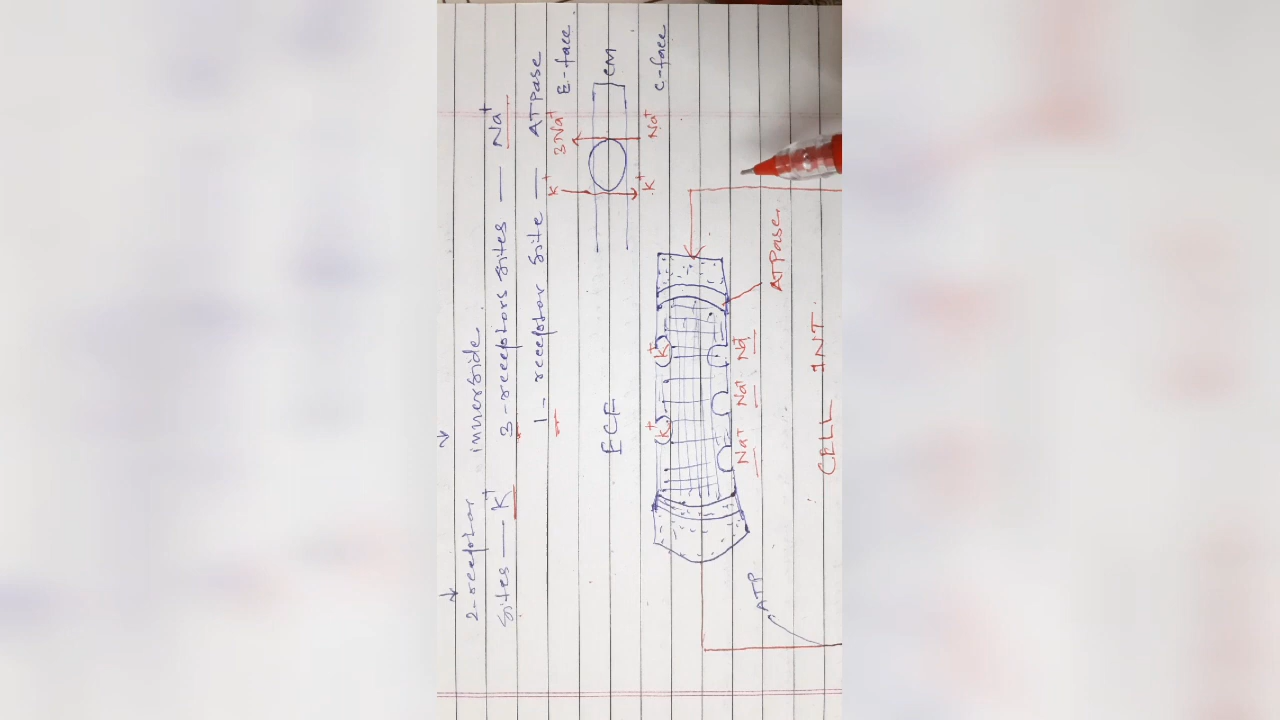 2-receptor innerside
Sites — K+ 3-receptors sites — Na+
1- receptor site — ATPase
K+ 3Na+ E-face
ECF CM
K+ Na+ C-face
K+ K+
Na+ Na+ Na+ ATPase
ATP
CELL INT.